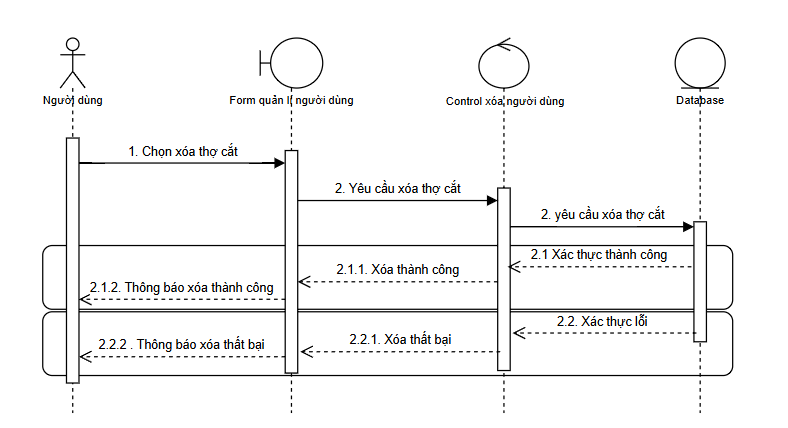 Người dùng
Form quản lí người dùng
Control xóa người dùng
Database
1. Chọn xóa thợ cắt
2. Yêu cầu xóa thợ cắt
2. yêu cầu xóa thợ cắt
2.1 Xác thực thành công
2.1.1. Xóa thành công
2.1.2. Thông báo xóa thành công
2.2. Xác thực lỗi
2.2.1. Xóa thất bại
2.2.2 . Thông báo xóa thất bại